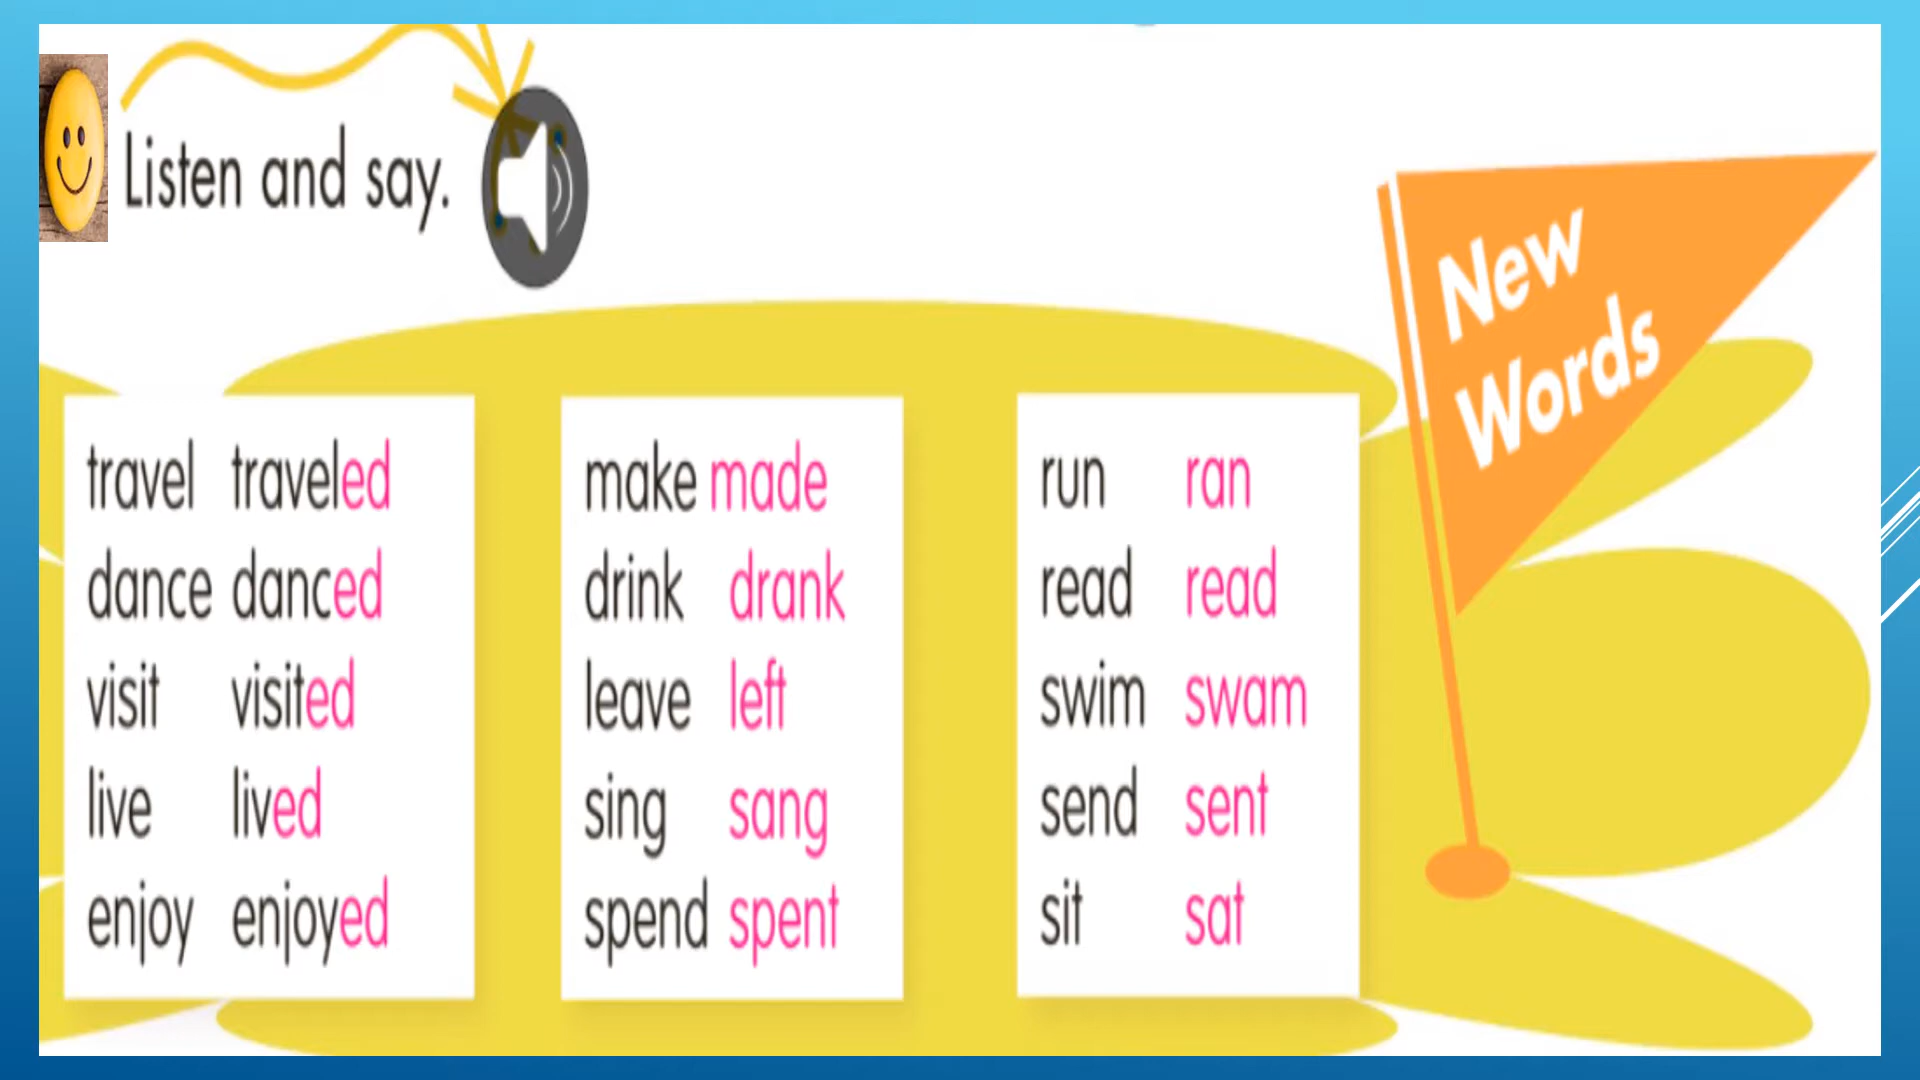 Listen and say.
New
Words
travel traveled
dance danced
visit visited
live lived
enjoy enjoyed
make made
drink drank
leave left
sing sang
spend spent
run ran
read read
swim swam
send sent
sit sat